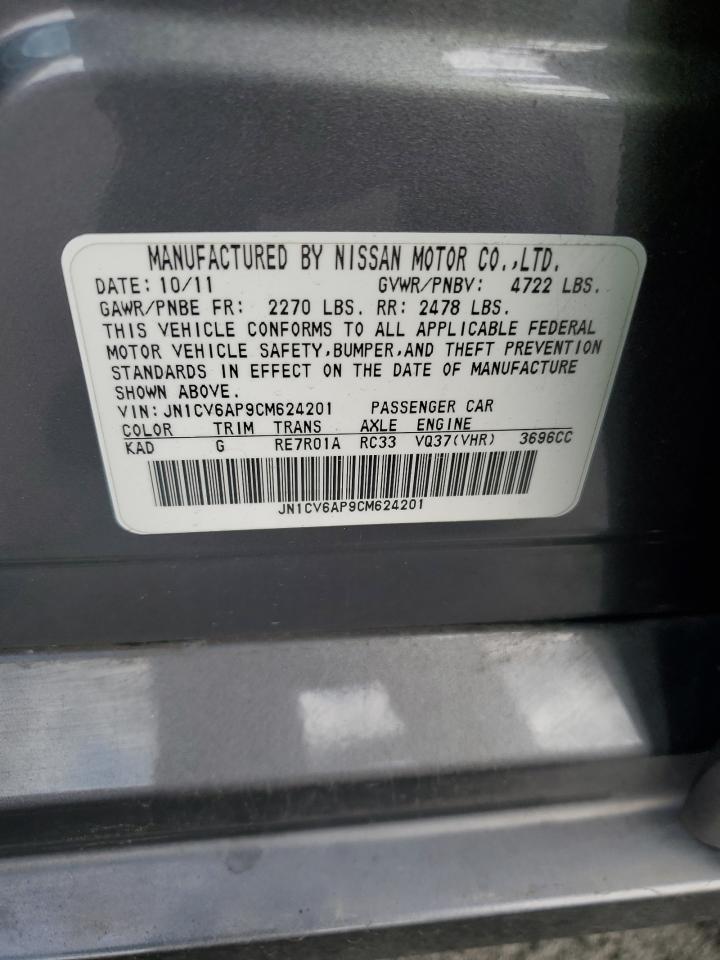 MANUFACTURED BY NISSAN MOTOR CO.,LTD.
DATE: 10/11 GVWR/PNBV: 4722 LBS.
GAWR/PNBE FR: 2270 LBS. RR: 2478 LBS.
THIS VEHICLE CONFORMS TO ALL APPLICABLE FEDERAL
MOTOR VEHICLE SAFETY,BUMPER,AND THEFT PREVENTION
STANDARDS IN EFFECT ON THE DATE OF MANUFACTURE
SHOWN ABOVE.
VIN: JN1CV6AP9CM624201 PASSENGER CAR
COLOR TRIM TRANS AXLE ENGINE
KAD G RE7R01A RC33 VQ37(VHR) 3696CC
JN1CV6AP9CM624201